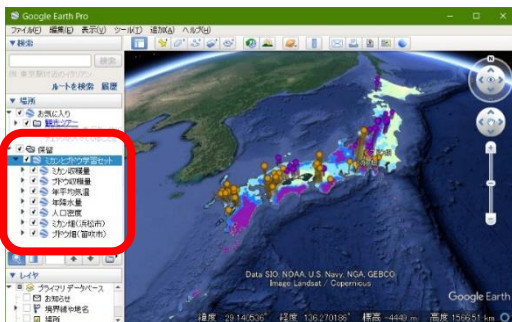 Google Earth Pro
ファイル(F) 編集(E) 表示(V) ツール(T) 追加(A) ヘルプ(H)
▼検索
検索
ルートを検索 履歴
▼ 場所
お気に入り
観光ツアー
保留
ミカンとブドウ学習セット
ミカン収穫量
ブドウ収穫量
年平均気温
年降水量
人口密度
ミカン畑(浜松市)
ブドウ畑(笛吹市)
▼ レイヤ
プライマリ データベース
お知らせ
境界線や地名
場所
N
Data SIO, NOAA, U.S. Navy, NGA, GEBCO
Image Landsat / Copernicus
Google Earth
緯度 29.140536° 経度 136.270186° 標高 -4449 m 高度 1566.51 km